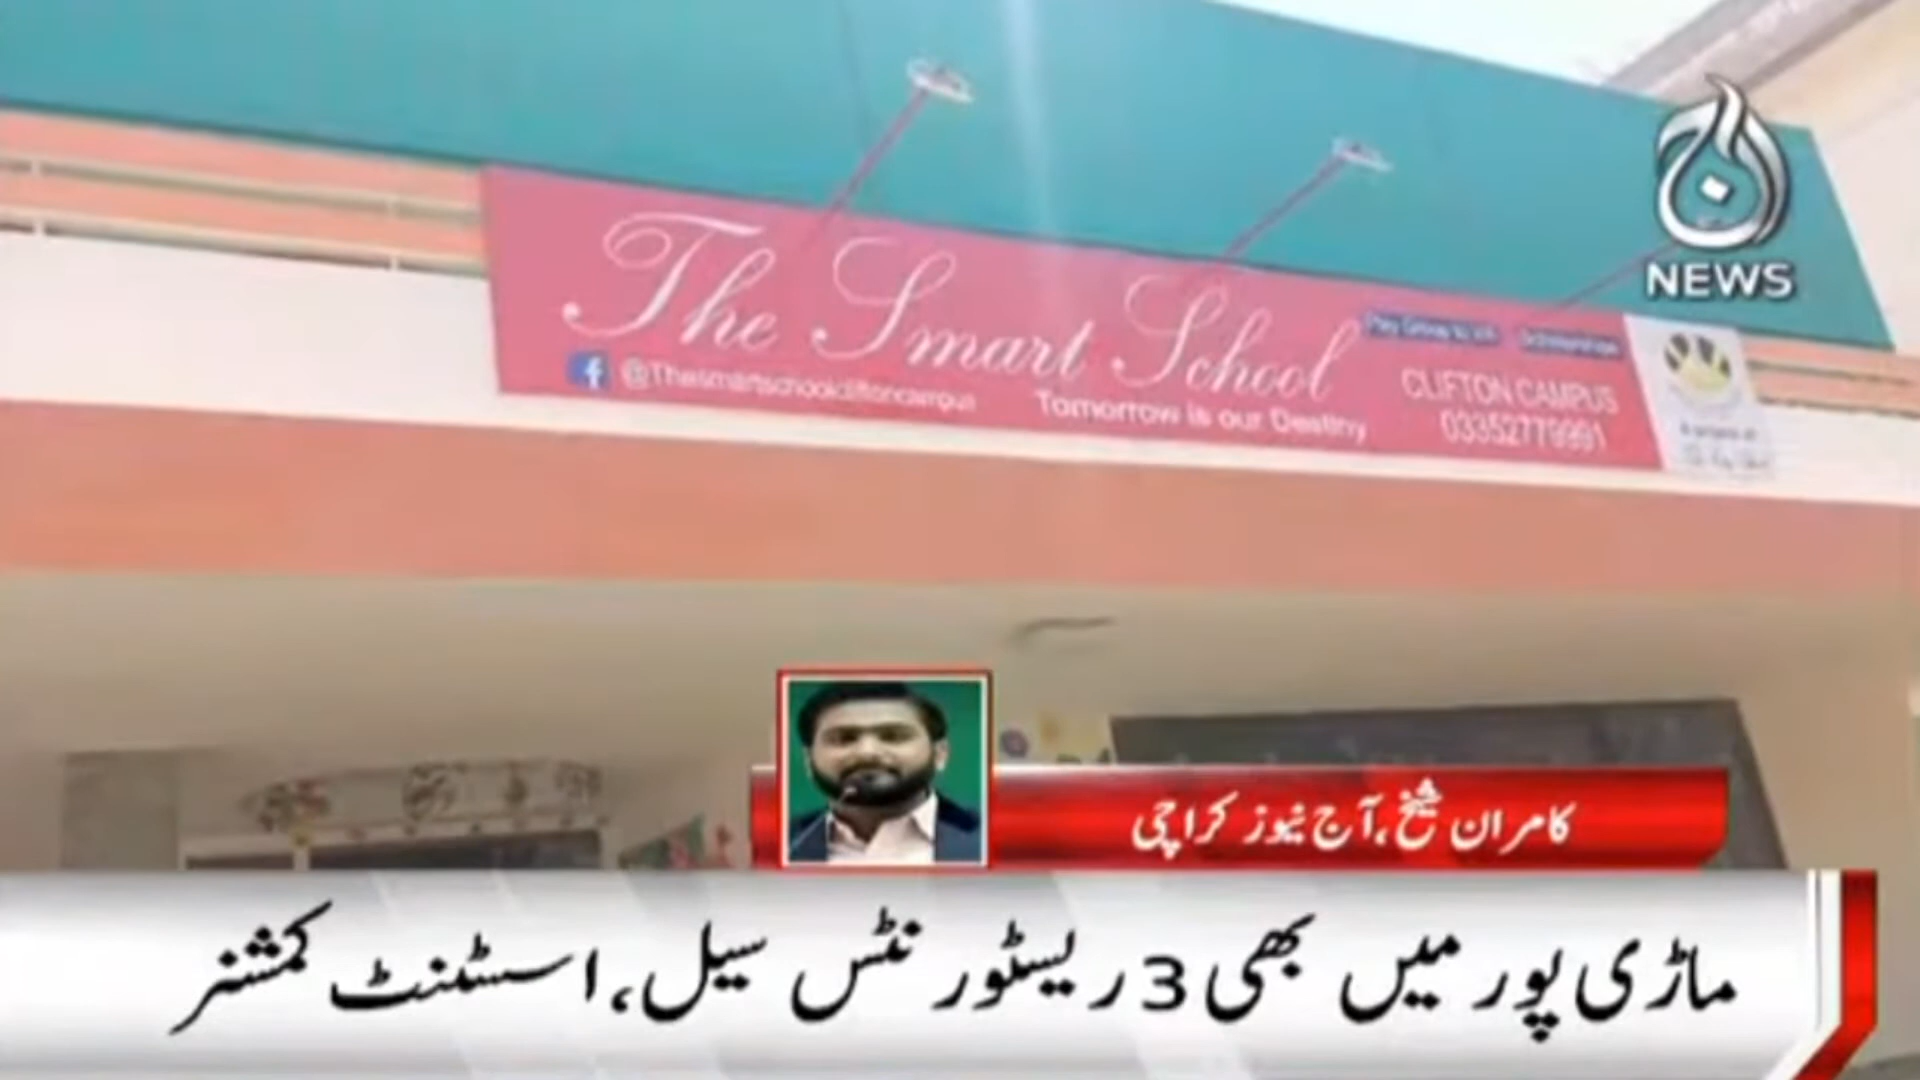 آج
NEWS
The Smart School
@Thesmartschoolcliftoncampus
Tomorrow is our Destiny
CLIFTON CAMPUS
03352779991
کامران شیخ، آج نیوز کراچی
ماڑی پور میں بھی 3 ریسٹورنٹس سیل، اسسٹنٹ کمشنر